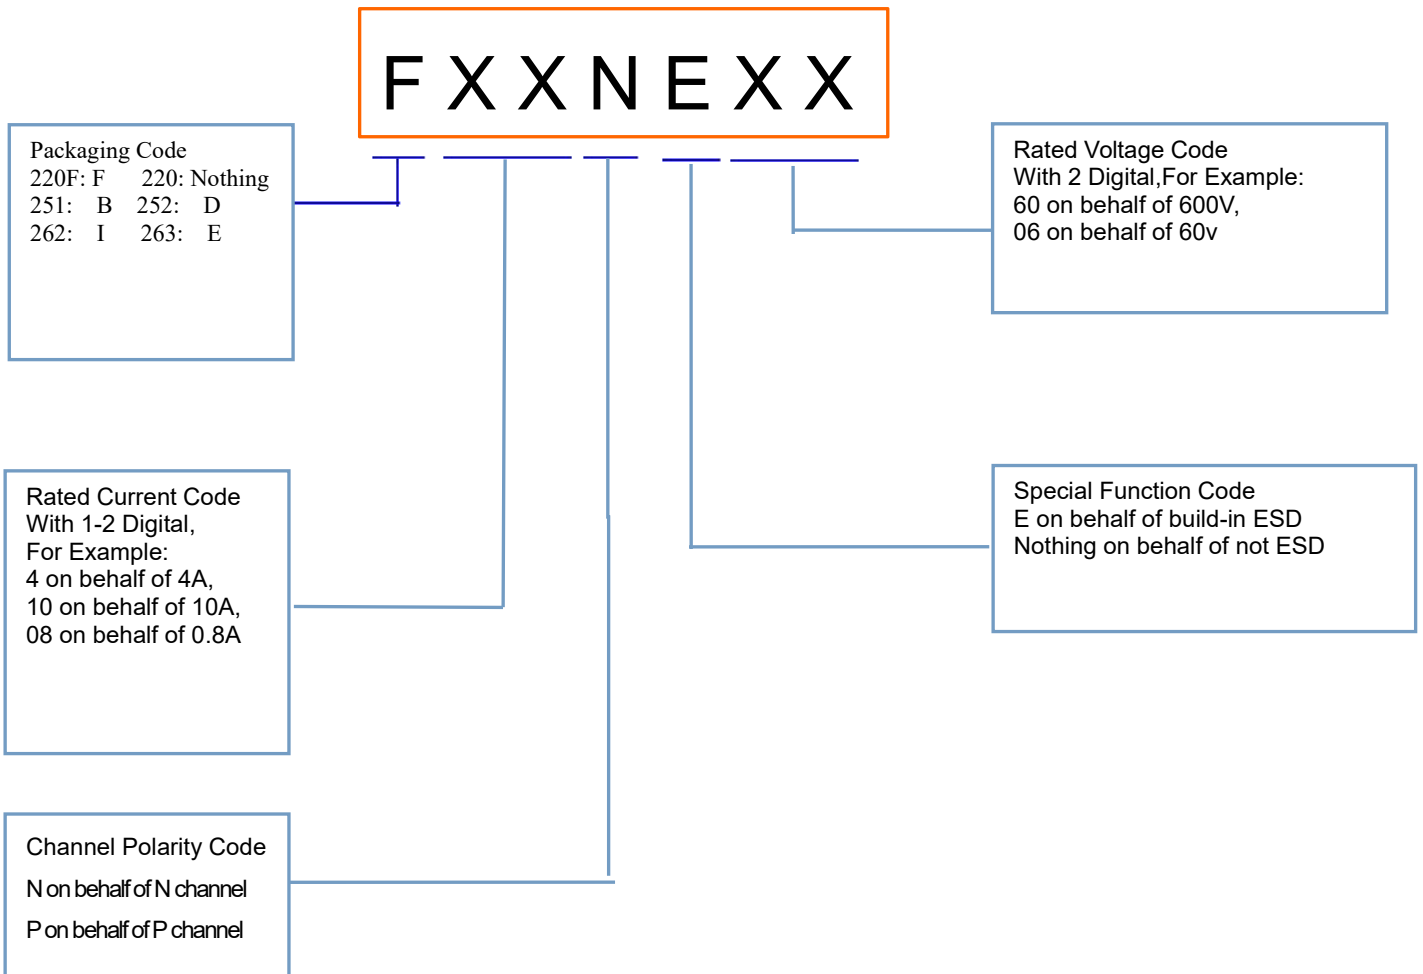 F X X N E X X
Packaging Code
220F: F 220: Nothing
251: B 252: D
262: I 263: E
Rated Voltage Code
With 2 Digital,For Example:
60 on behalf of 600V,
06 on behalf of 60v
Rated Current Code
With 1-2 Digital,
For Example:
4 on behalf of 4A,
10 on behalf of 10A,
08 on behalf of 0.8A
Special Function Code
E on behalf of build-in ESD
Nothing on behalf of not ESD
Channel Polarity Code
N on behalf of N channel
P on behalf of P channel